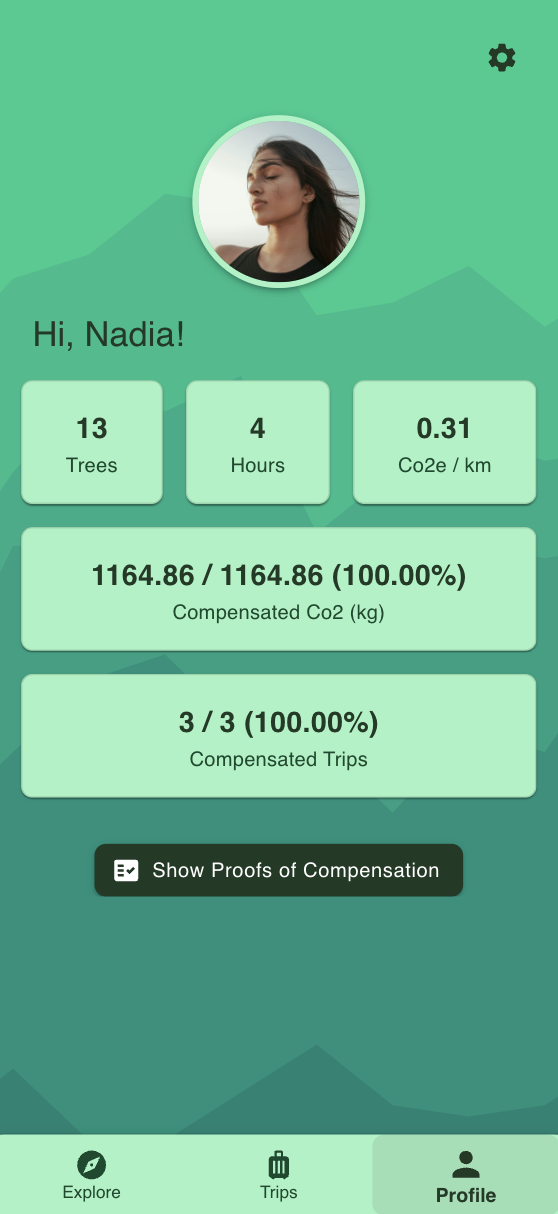 Hi, Nadia!
13
Trees
4
Hours
0.31
Co2e / km
1164.86 / 1164.86 (100.00%)
Compensated Co2 (kg)
3 / 3 (100.00%)
Compensated Trips
Show Proofs of Compensation
Explore
Trips
Profile